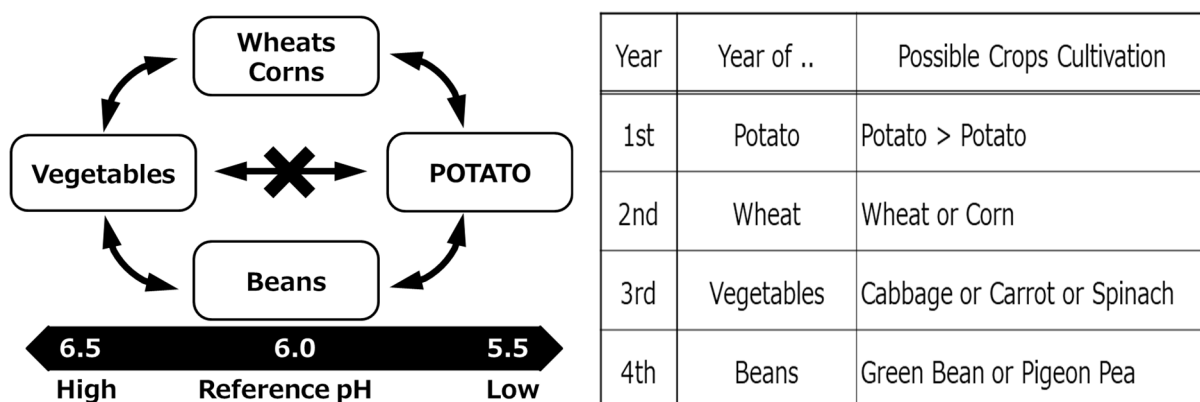 Wheats
Corns
Vegetables
POTATO
Beans
6.5 6.0 5.5
High Reference pH Low
Year Year of .. Possible Crops Cultivation
1st Potato Potato > Potato
2nd Wheat Wheat or Corn
3rd Vegetables Cabbage or Carrot or Spinach
4th Beans Green Bean or Pigeon Pea